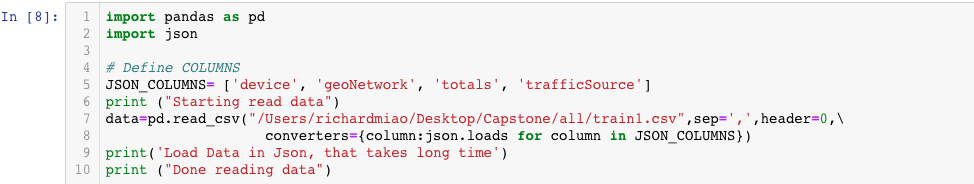 In [8]:
1 import pandas as pd
2 import json
3
4 # Define COLUMNS
5 JSON_COLUMNS= ['device', 'geoNetwork', 'totals', 'trafficSource']
6 print ("Starting read data")
7 data=pd.read_csv("/Users/richardmiao/Desktop/Capstone/all/train1.csv",sep=',',header=0,\
8                    converters={column:json.loads for column in JSON_COLUMNS})
9 print('Load Data in Json, that takes long time')
10 print ("Done reading data")